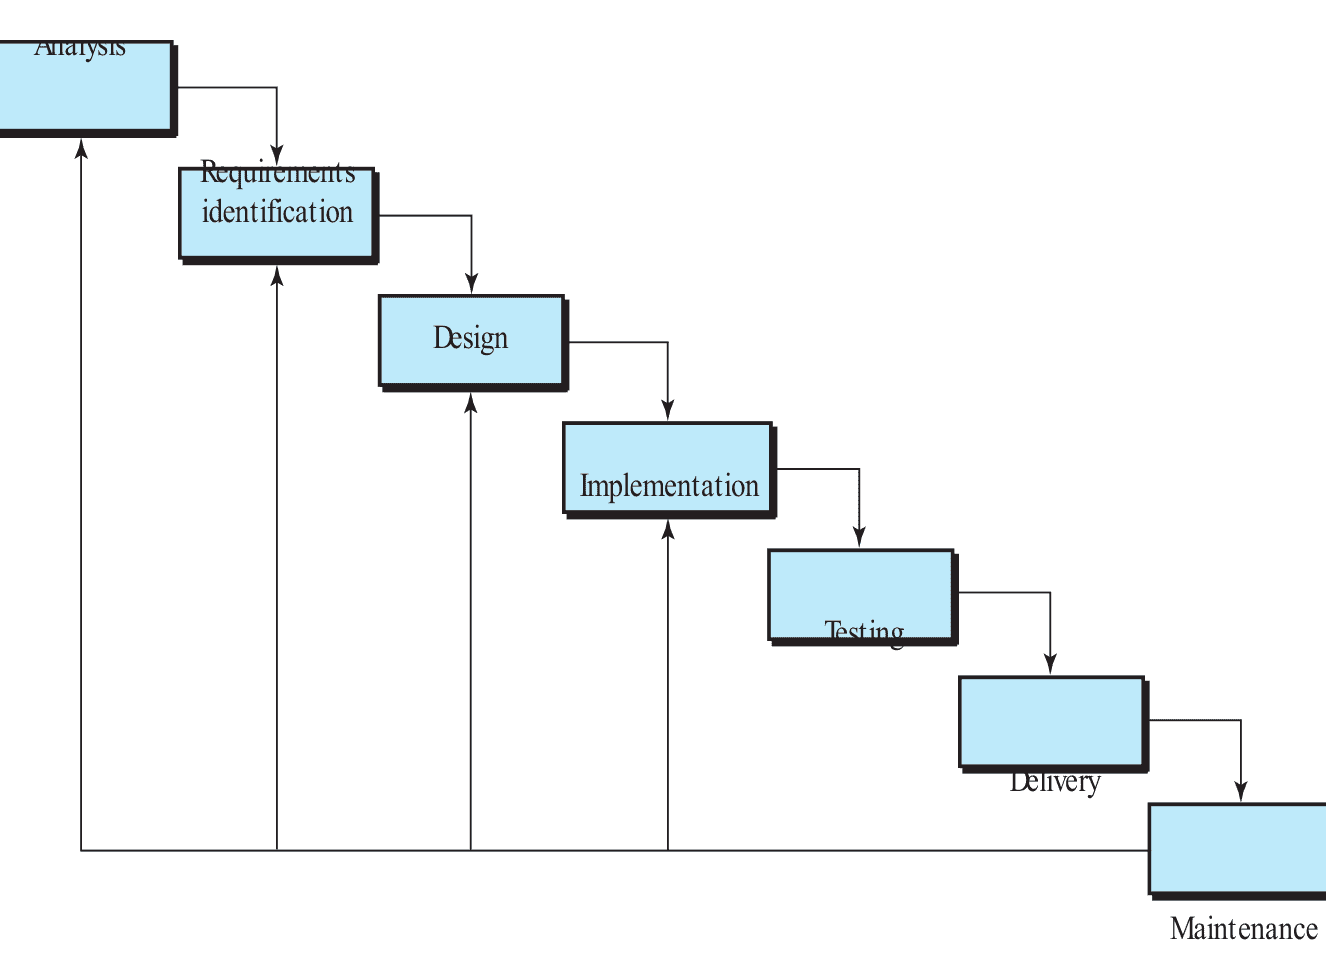 Analysis
Requirements
identification
Design
Implementation
Testing
Delivery
Maintenance